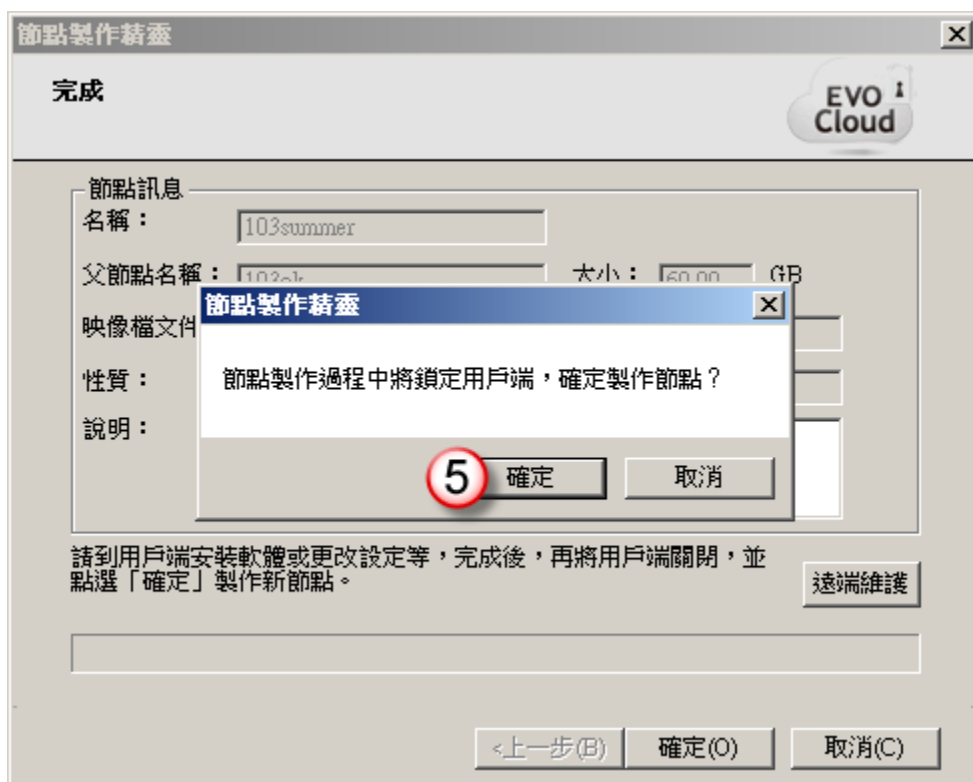 節點製作精靈
完成
EVO
Cloud
節點訊息
名稱：
103summer
父節點名稱：
大小：
60.00
GB
節點製作精靈
映像檔文件
節點製作過程中將鎖定用戶端，確定製作節點？
性質：
說明：
5
確定
取消
請到用戶端安裝軟體或更改設定等，完成後，再將用戶端關閉，並
點選「確定」製作新節點。
遠端維護
<上一步(B)
確定(O)
取消(C)